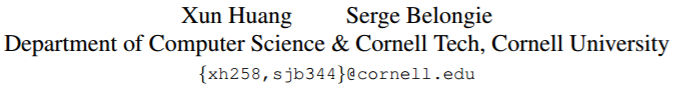 Xun Huang Serge Belongie
Department of Computer Science & Cornell Tech, Cornell University
{xh258,sjb344}@cornell.edu